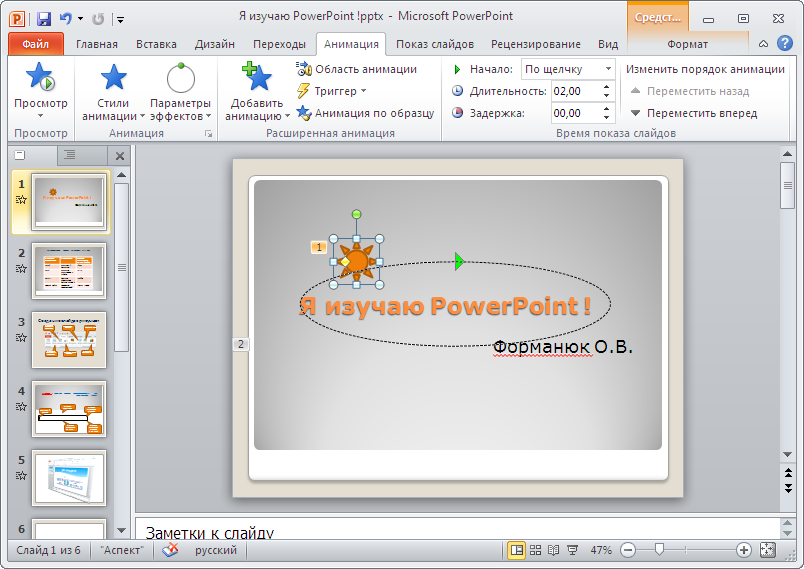 Я изучаю PowerPoint !pptx - Microsoft PowerPoint
Средст...
Файл Главная Вставка Дизайн Переходы Анимация Показ слайдов Рецензирование Вид Формат
Просмотр
Стили анимации
Параметры эффектов
Добавить анимацию
Область анимации
Триггер
Анимация по образцу
Начало: По щелчку
Длительность: 02,00
Задержка: 00,00
Изменить порядок анимации
Переместить назад
Переместить вперед
Просмотр Анимация Расширенная анимация Время показа слайдов
1
2
3
4
5
6
1
Я изучаю PowerPoint !
2
Форманюк О.В.
Заметки к слайду
Слайд 1 из 6 "Аспект" русский 47%